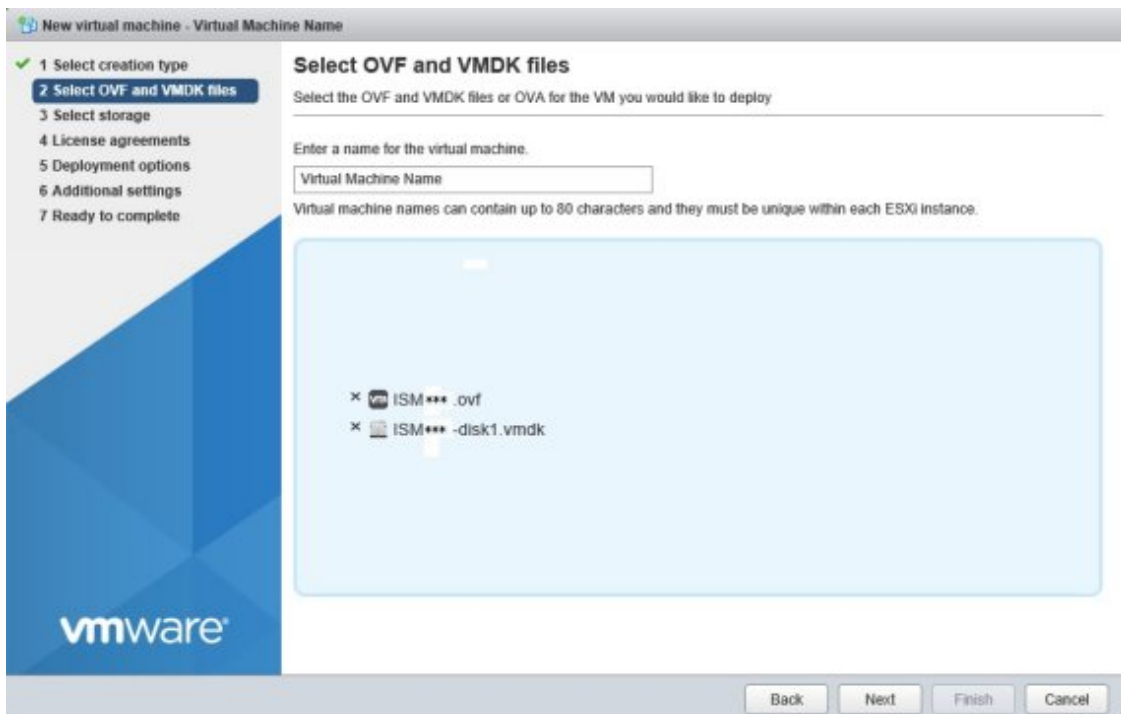 New virtual machine - Virtual Machine Name
1 Select creation type
2 Select OVF and VMDK files
3 Select storage
4 License agreements
5 Deployment options
6 Additional settings
7 Ready to complete
vmware®
Select OVF and VMDK files
Select the OVF and VMDK files or OVA for the VM you would like to deploy
Enter a name for the virtual machine.
Virtual Machine Name
Virtual machine names can contain up to 80 characters and they must be unique within each ESXi instance.
× vm ISM*** .ovf
× ISM*** -disk1.vmdk
Back Next Finish Cancel